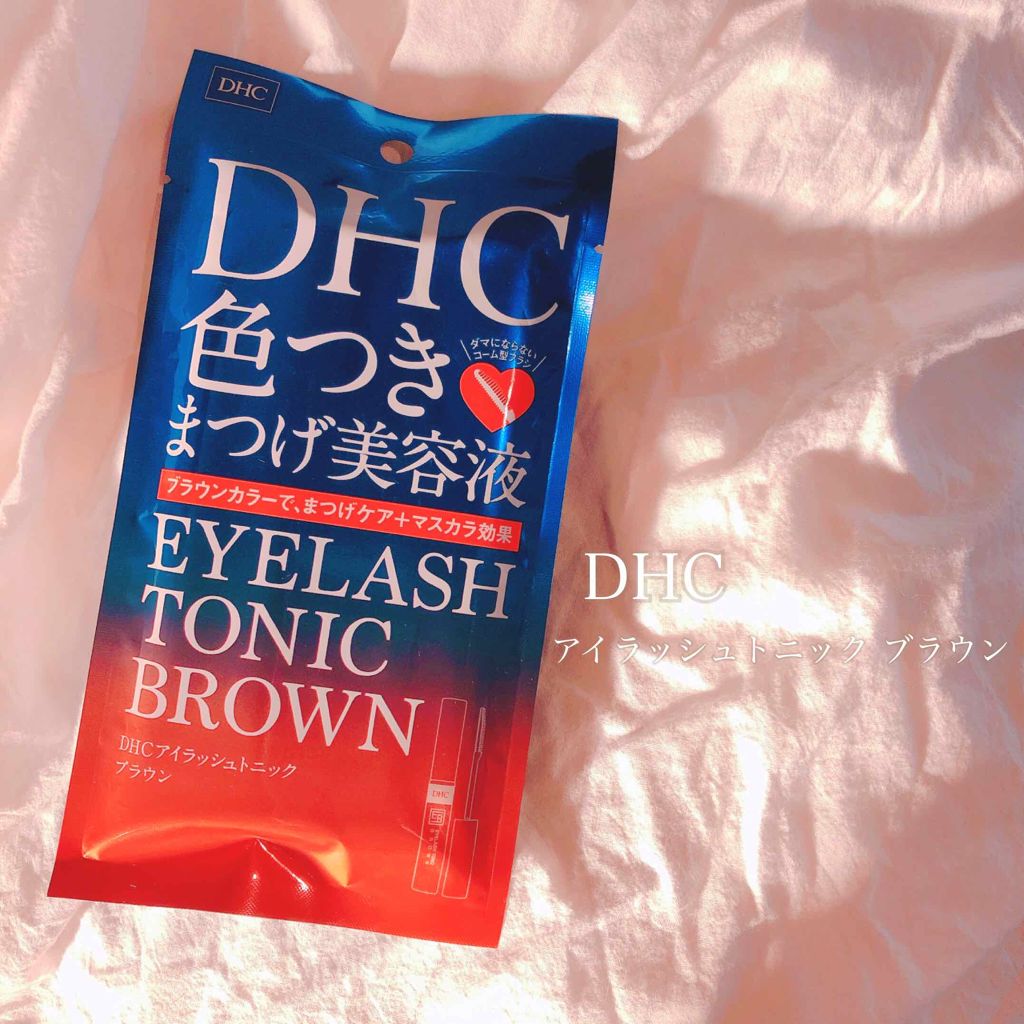 DHC
DHC
色つき
ダマにならない
コーム型ブラシ
まつげ美容液
ブラウンカラーで、まつげケア+マスカラ効果
EYELASH
TONIC
BROWN
DHCアイラッシュトニック
ブラウン
DHC
EB
DHC
アイラッシュトニック ブラウン